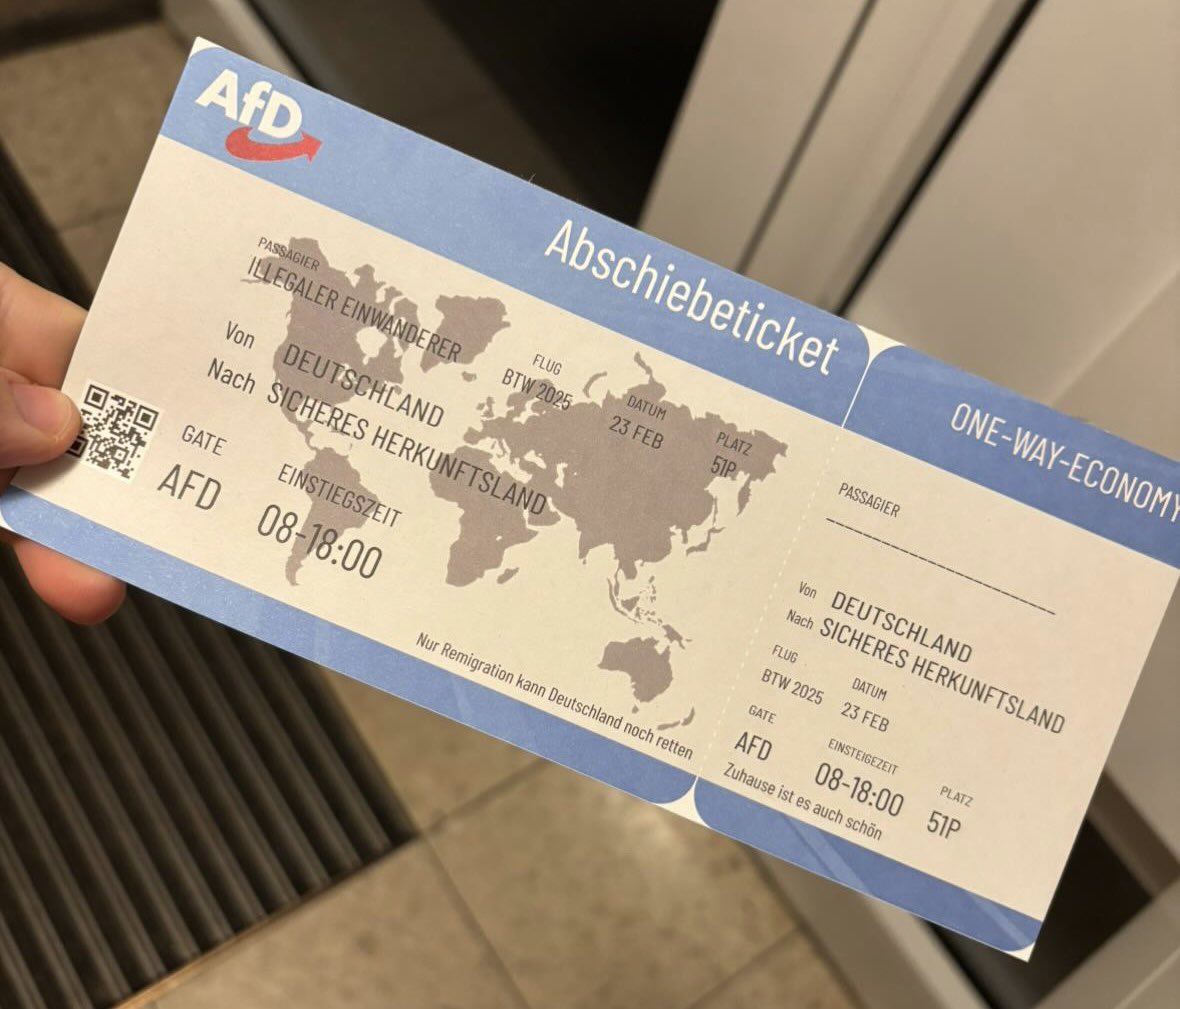 AfD
Abschiebeticket
PASSAGIER
ILLEGALER EINWANDERER
Von DEUTSCHLAND
Nach SICHERES HERKUNFTSLAND
FLUG
BTW 2025
DATUM
23 FEB
PLATZ
51P
GATE
AFD
EINSTIEGSZEIT
08-18:00
Nur Remigration kann Deutschland noch retten
ONE-WAY-ECONOMY
PASSAGIER
Von DEUTSCHLAND
Nach SICHERES HERKUNFTSLAND
FLUG
BTW 2025
DATUM
23 FEB
GATE
AFD
EINSTEIGEZEIT
08-18:00
PLATZ
51P
Zuhause ist es auch schön